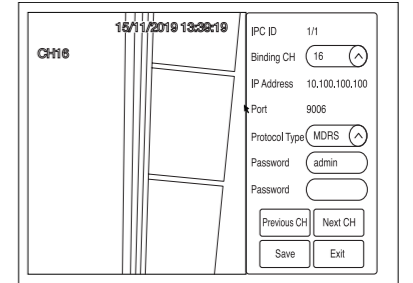 15/11/2019 13:39:19
CH16
IPC ID 1/1
Binding CH 16
IP Address 10.100.100.100
Port 9006
Protocol Type MDRS
Password admin
Password
Previous CH Next CH
Save Exit